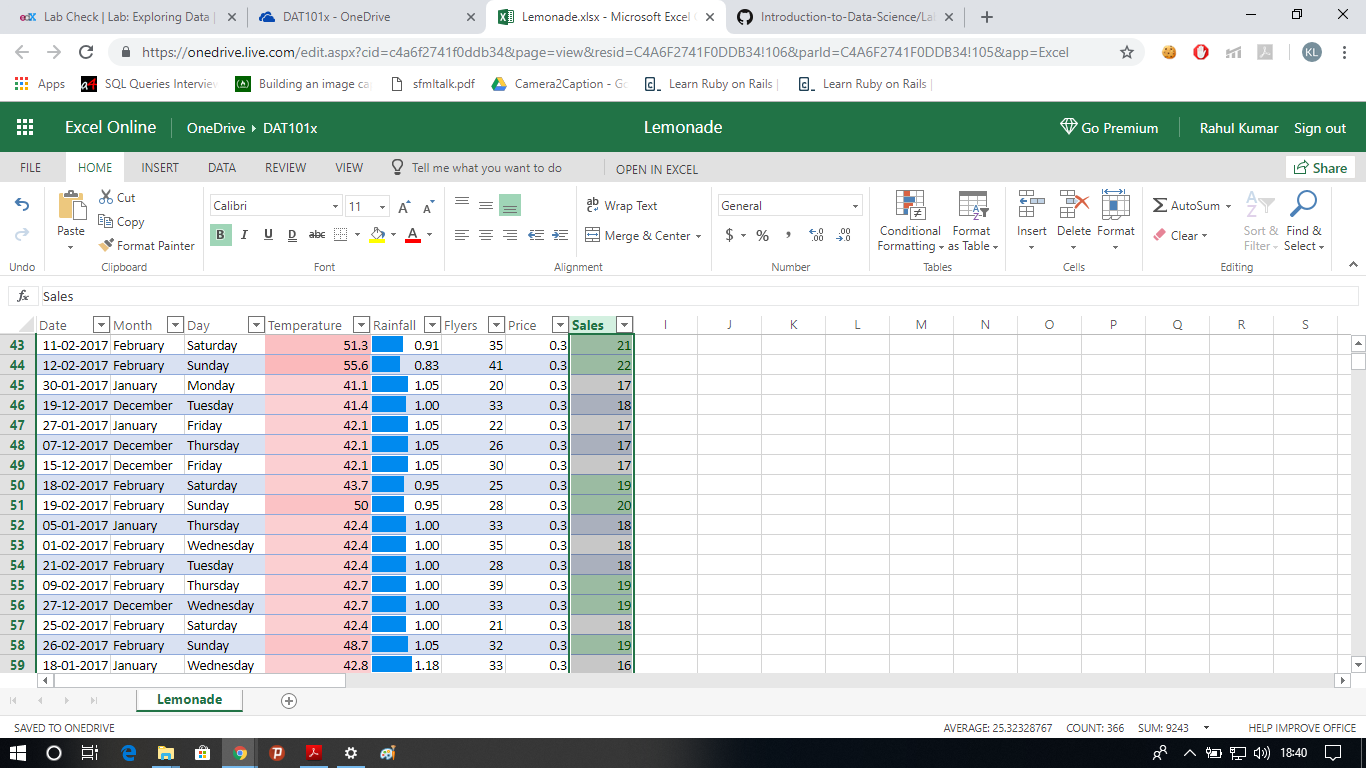 Lab Check | Lab: Exploring Data | DAT101x - OneDrive Lemonade.xlsx - Microsoft Excel Introduction-to-Data-Science/La
https://onedrive.live.com/edit.aspx?cid=c4a6f2741f0ddb34&page=view&resid=C4A6F2741F0DDB34!106&parId=C4A6F2741F0DDB34!105&app=Excel KL
Apps SQL Queries Interview Building an image ca sfmltalk.pdf Camera2Caption - Go Learn Ruby on Rails | Learn Ruby on Rails |
Excel Online OneDrive DAT101x Lemonade Go Premium Rahul Kumar Sign out
FILE HOME INSERT DATA REVIEW VIEW Tell me what you want to do OPEN IN EXCEL Share
Cut Calibri 11 Wrap Text General AutoSum
Paste Copy Merge & Center Conditional Formatting Format as Table Insert Delete Format Clear Sort & Filter Find & Select
Format Painter B I U D abc A $ %
Undo Clipboard Font Alignment Number Tables Cells Editing
fx Sales
Date Month Day Temperature Rainfall Flyers Price Sales I J K L M N O P Q R S
43 11-02-2017 February Saturday 51.3 0.91 35 0.3 21
44 12-02-2017 February Sunday 55.6 0.83 41 0.3 22
45 30-01-2017 January Monday 41.1 1.05 20 0.3 17
46 19-12-2017 December Tuesday 41.4 1.00 33 0.3 18
47 27-01-2017 January Friday 42.1 1.05 22 0.3 17
48 07-12-2017 December Thursday 42.1 1.05 26 0.3 17
49 15-12-2017 December Friday 42.1 1.05 30 0.3 17
50 18-02-2017 February Saturday 43.7 0.95 25 0.3 19
51 19-02-2017 February Sunday 50 0.95 28 0.3 20
52 05-01-2017 January Thursday 42.4 1.00 33 0.3 18
53 01-02-2017 February Wednesday 42.4 1.00 35 0.3 18
54 21-02-2017 February Tuesday 42.4 1.00 28 0.3 18
55 09-02-2017 February Thursday 42.7 1.00 39 0.3 19
56 27-12-2017 December Wednesday 42.7 1.00 33 0.3 19
57 25-02-2017 February Saturday 42.4 1.00 21 0.3 18
58 26-02-2017 February Sunday 48.7 1.05 32 0.3 19
59 18-01-2017 January Wednesday 42.8 1.18 33 0.3 16
Lemonade
SAVED TO ONEDRIVE AVERAGE: 25.32328767 COUNT: 366 SUM: 9243 HELP IMPROVE OFFICE
18:40